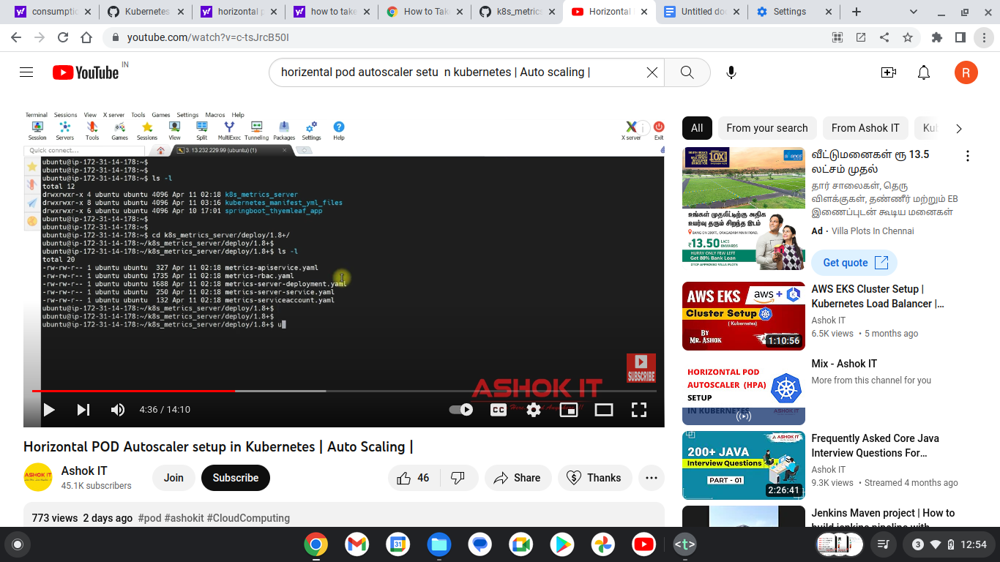 consumptio
Kubernetes
horizontal p
how to take
How to Take
k8s_metrics
Horizontal
Untitled doc
Settings
youtube.com/watch?v=c-tsJrcB50I
YouTube IN
horizental pod autoscaler setu n kubernetes | Auto scaling |
R
Terminal Sessions View X server Tools Games Settings Macros Help
Session Servers Tools Games Sessions View Split MultiExec Tunneling Packages Settings Help X server Exit
Quick connect...
3. 13.232.229.99 (ubuntu) (1)
ubuntu@ip-172-31-14-178:~$
ubuntu@ip-172-31-14-178:~$
ubuntu@ip-172-31-14-178:~$ ls -l
total 12
drwxrwxr-x 4 ubuntu ubuntu 4096 Apr 11 02:18 k8s_metrics_server
drwxrwxr-x 8 ubuntu ubuntu 4096 Apr 11 03:16 kubernetes_manifest_yml_files
drwxrwxr-x 6 ubuntu ubuntu 4096 Apr 10 17:01 springboot_thyemleaf_app
ubuntu@ip-172-31-14-178:~$
ubuntu@ip-172-31-14-178:~$
ubuntu@ip-172-31-14-178:~$ cd k8s_metrics_server/deploy/1.8+/
ubuntu@ip-172-31-14-178:~/k8s_metrics_server/deploy/1.8+$
ubuntu@ip-172-31-14-178:~/k8s_metrics_server/deploy/1.8+$ ls -l
total 20
-rw-rw-r-- 1 ubuntu ubuntu 327 Apr 11 02:18 metrics-apiservice.yaml
-rw-rw-r-- 1 ubuntu ubuntu 1735 Apr 11 02:18 metrics-rbac.yaml
-rw-rw-r-- 1 ubuntu ubuntu 1688 Apr 11 02:18 metrics-server-deployment.yaml
-rw-rw-r-- 1 ubuntu ubuntu 250 Apr 11 02:18 metrics-server-service.yaml
-rw-rw-r-- 1 ubuntu ubuntu 132 Apr 11 02:18 metrics-serviceaccount.yaml
ubuntu@ip-172-31-14-178:~/k8s_metrics_server/deploy/1.8+$
ubuntu@ip-172-31-14-178:~/k8s_metrics_server/deploy/1.8+$
ubuntu@ip-172-31-14-178:~/k8s_metrics_server/deploy/1.8+$ u
SUBSCRIBE
ASHOK IT
4:36 / 14:10
CC
Horizontal POD Autoscaler setup in Kubernetes | Auto Scaling |
Ashok IT
45.1K subscribers
Join
Subscribe
46
Share
Thanks
773 views 2 days ago #pod #ashokit #CloudComputing
All
From your search
From Ashok IT
Kub
10X
வீட்டுமனைகள் ரூ 13.5
லட்சம் முதல்
தார் சாலைகள், தெரு
விளக்குகள், தண்ணீர் மற்றும் EB
இணைப்புடன் கூடிய மனைகள்
Ad · Villa Plots In Chennai
Get quote
உங்கள் முதலீட்டிற்கு அதிக
உயர்வு தரும் சிறந்த இடம்
₹13.50 LACS ONWARDS
HURRY ONLY FEW LEFT
Get 80% Bank Loan
DTCP APPROVED VILLA PLOTS
AWS EKS
aws +
Cluster Setup
( Kubernetes)
BY
MR. ASHOK
1:10:56
AWS EKS Cluster Setup |
Kubernetes Load Balancer |...
Ashok IT
6.5K views • 5 months ago
HORIZONTAL POD
AUTOSCALER (HPA)
SETUP
IN KUBERNETES
ASHOK IT
Mix - Ashok IT
More from this channel for you
ASHOK IT
200+ JAVA
Interview Questions
PART - 01
2:26:41
Frequently Asked Core Java
Interview Questions For...
Ashok IT
9.3K views • Streamed 4 months ago
Jenkins Maven project | How to
build jenkins pipeline with
31
<t>
3
12:54